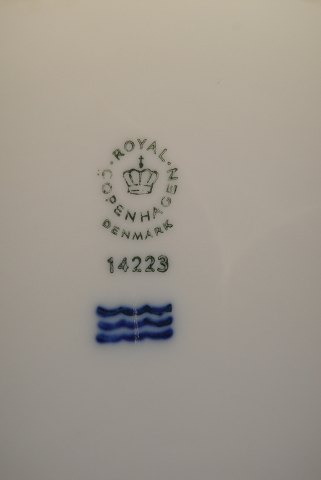 ROYAL
COPENHAGEN
DENMARK
14223